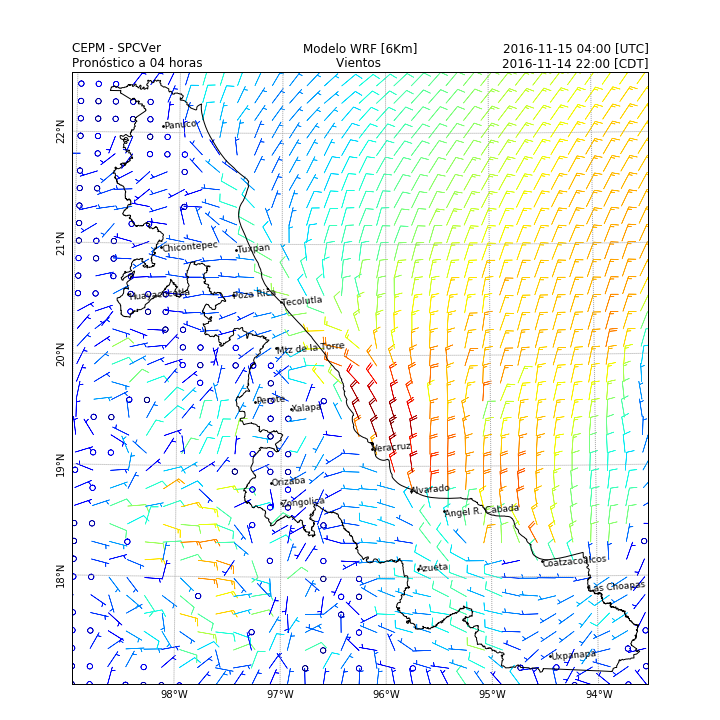 CEPM - SPCVer Modelo WRF [6Km] 2016-11-15 04:00 [UTC]
Pronóstico a 04 horas Vientos 2016-11-14 22:00 [CDT]
22°N
Panuco
21°N
Chicontepec
Tuxpan
Huayacocotla
Poza Rica
Tecolutla
20°N
Mtz de la Torre
Perote
Xalapa
Veracruz
19°N
Orizaba
Alvarado
Zongolica
Angel R. Cabada
Coatzacoalcos
18°N
Azueta
Las Choapas
Uxpanapa
98°W 97°W 96°W 95°W 94°W